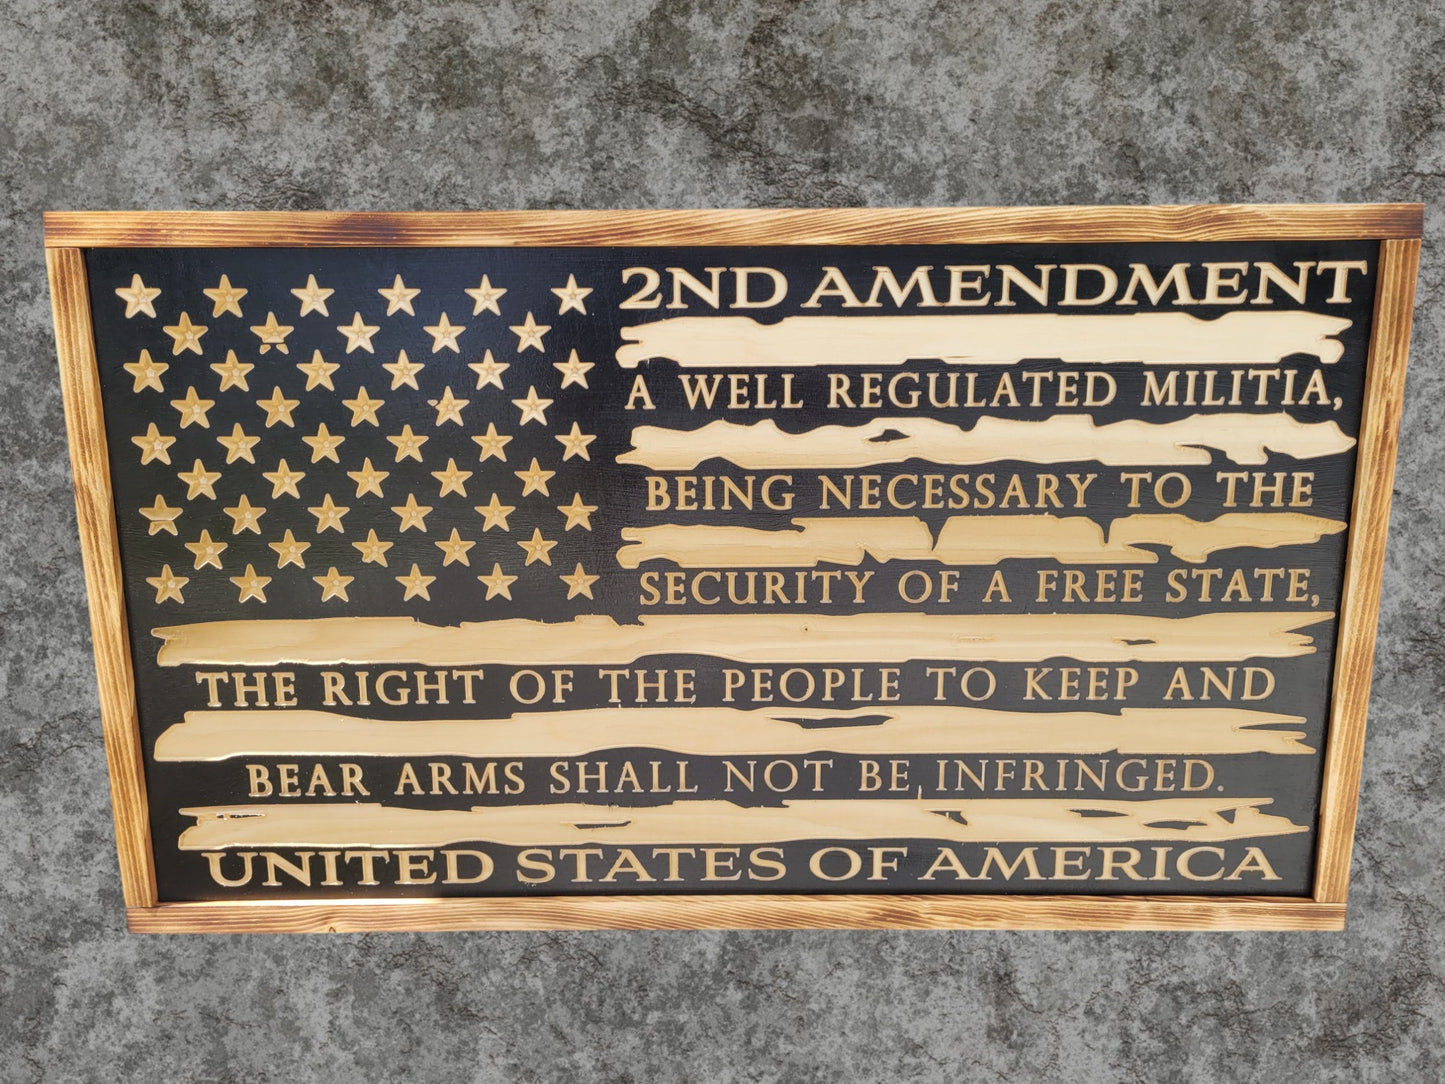 2ND AMENDMENT
A WELL REGULATED MILITIA,
BEING NECESSARY TO THE
SECURITY OF A FREE STATE,
THE RIGHT OF THE PEOPLE TO KEEP AND
BEAR ARMS SHALL NOT BE INFRINGED.
UNITED STATES OF AMERICA